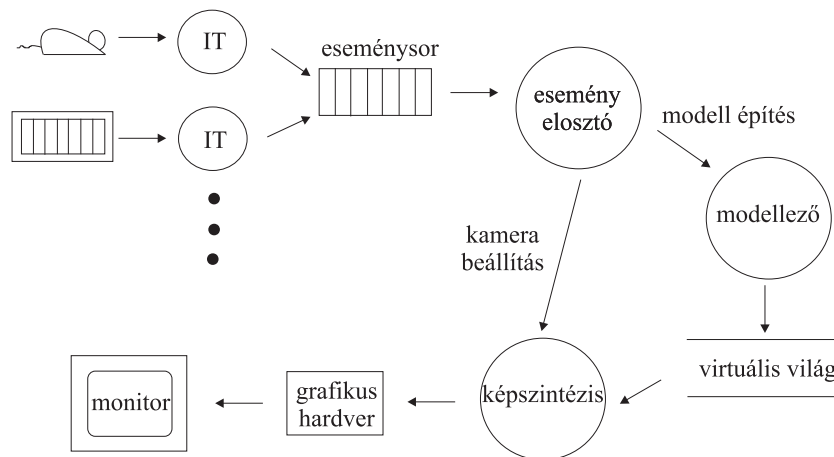 IT
eseménysor
IT
esemény
elosztó
modell építés
modellező
kamera
beállítás
virtuális világ
képszintézis
grafikus
hardver
monitor